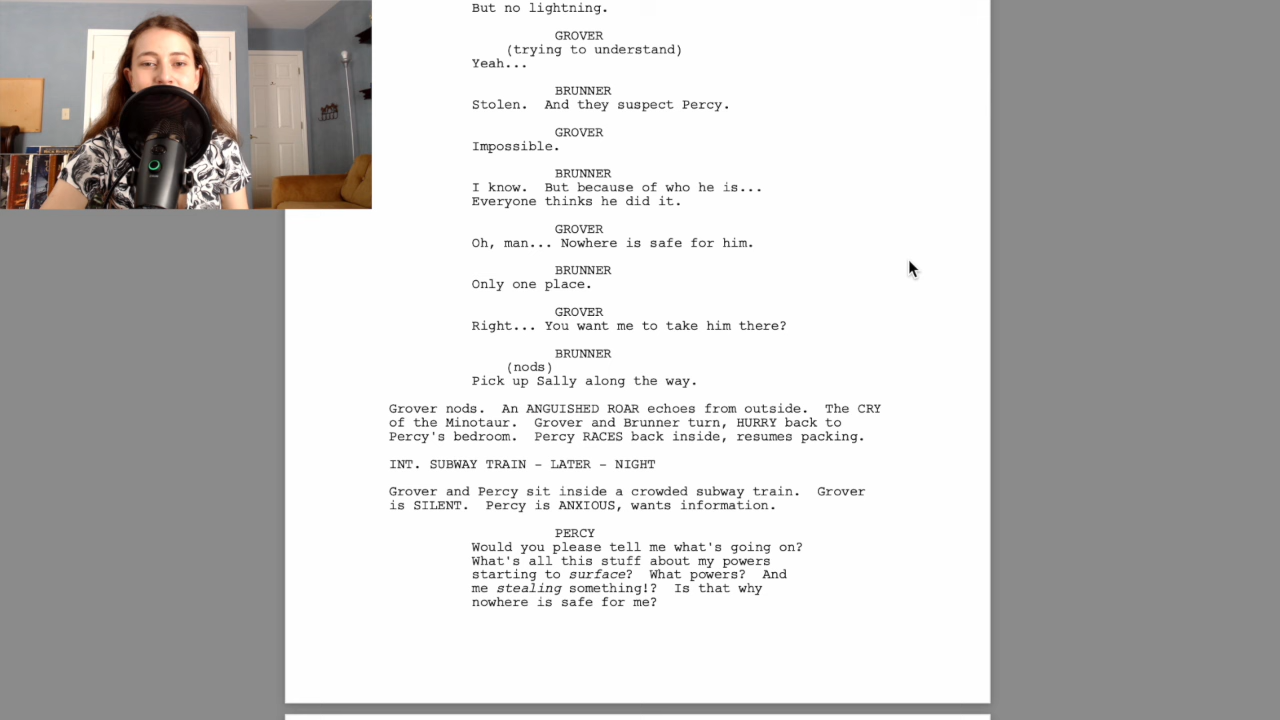 But no lightning.
GROVER
(trying to understand)
Yeah...
BRUNNER
Stolen.  And they suspect Percy.
GROVER
Impossible.
BRUNNER
I know.  But because of who he is...
Everyone thinks he did it.
GROVER
Oh, man... Nowhere is safe for him.
BRUNNER
Only one place.
GROVER
Right... You want me to take him there?
BRUNNER
(nods)
Pick up Sally along the way.
Grover nods.  An ANGUISHED ROAR echoes from outside.  The CRY
of the Minotaur.  Grover and Brunner turn, HURRY back to
Percy's bedroom.  Percy RACES back inside, resumes packing.
INT. SUBWAY TRAIN – LATER – NIGHT
Grover and Percy sit inside a crowded subway train.  Grover
is SILENT.  Percy is ANXIOUS, wants information.
PERCY
Would you please tell me what's going on?
What's all this stuff about my powers
starting to surface?  What powers?  And
me stealing something!?  Is that why
nowhere is safe for me?